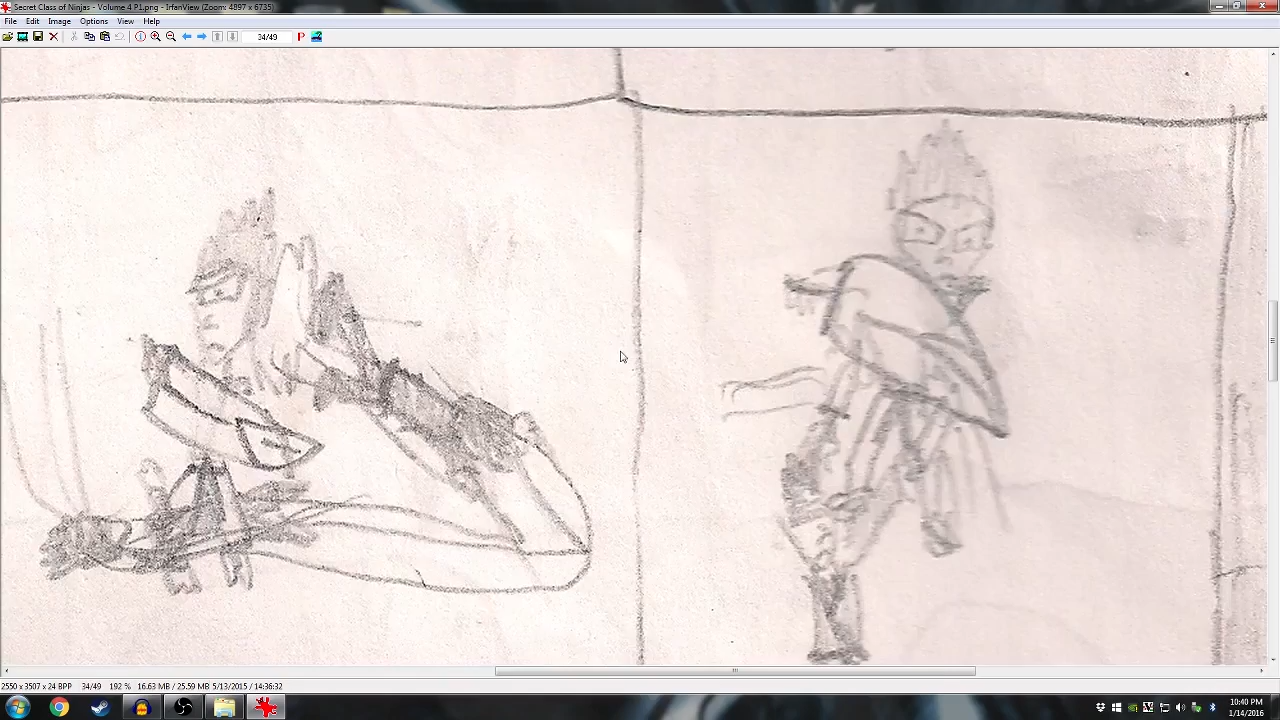 Secret Class of Ninjas - Volume 4 P1.png - IrfanView (Zoom: 4897 x 6735)
File Edit Image Options View Help
34/49 P
2550 x 3507 x 24 BPP 34/49 192 % 16.63 MB / 25.59 MB 5/13/2015 / 14:36:32
10:40 PM
1/14/2016